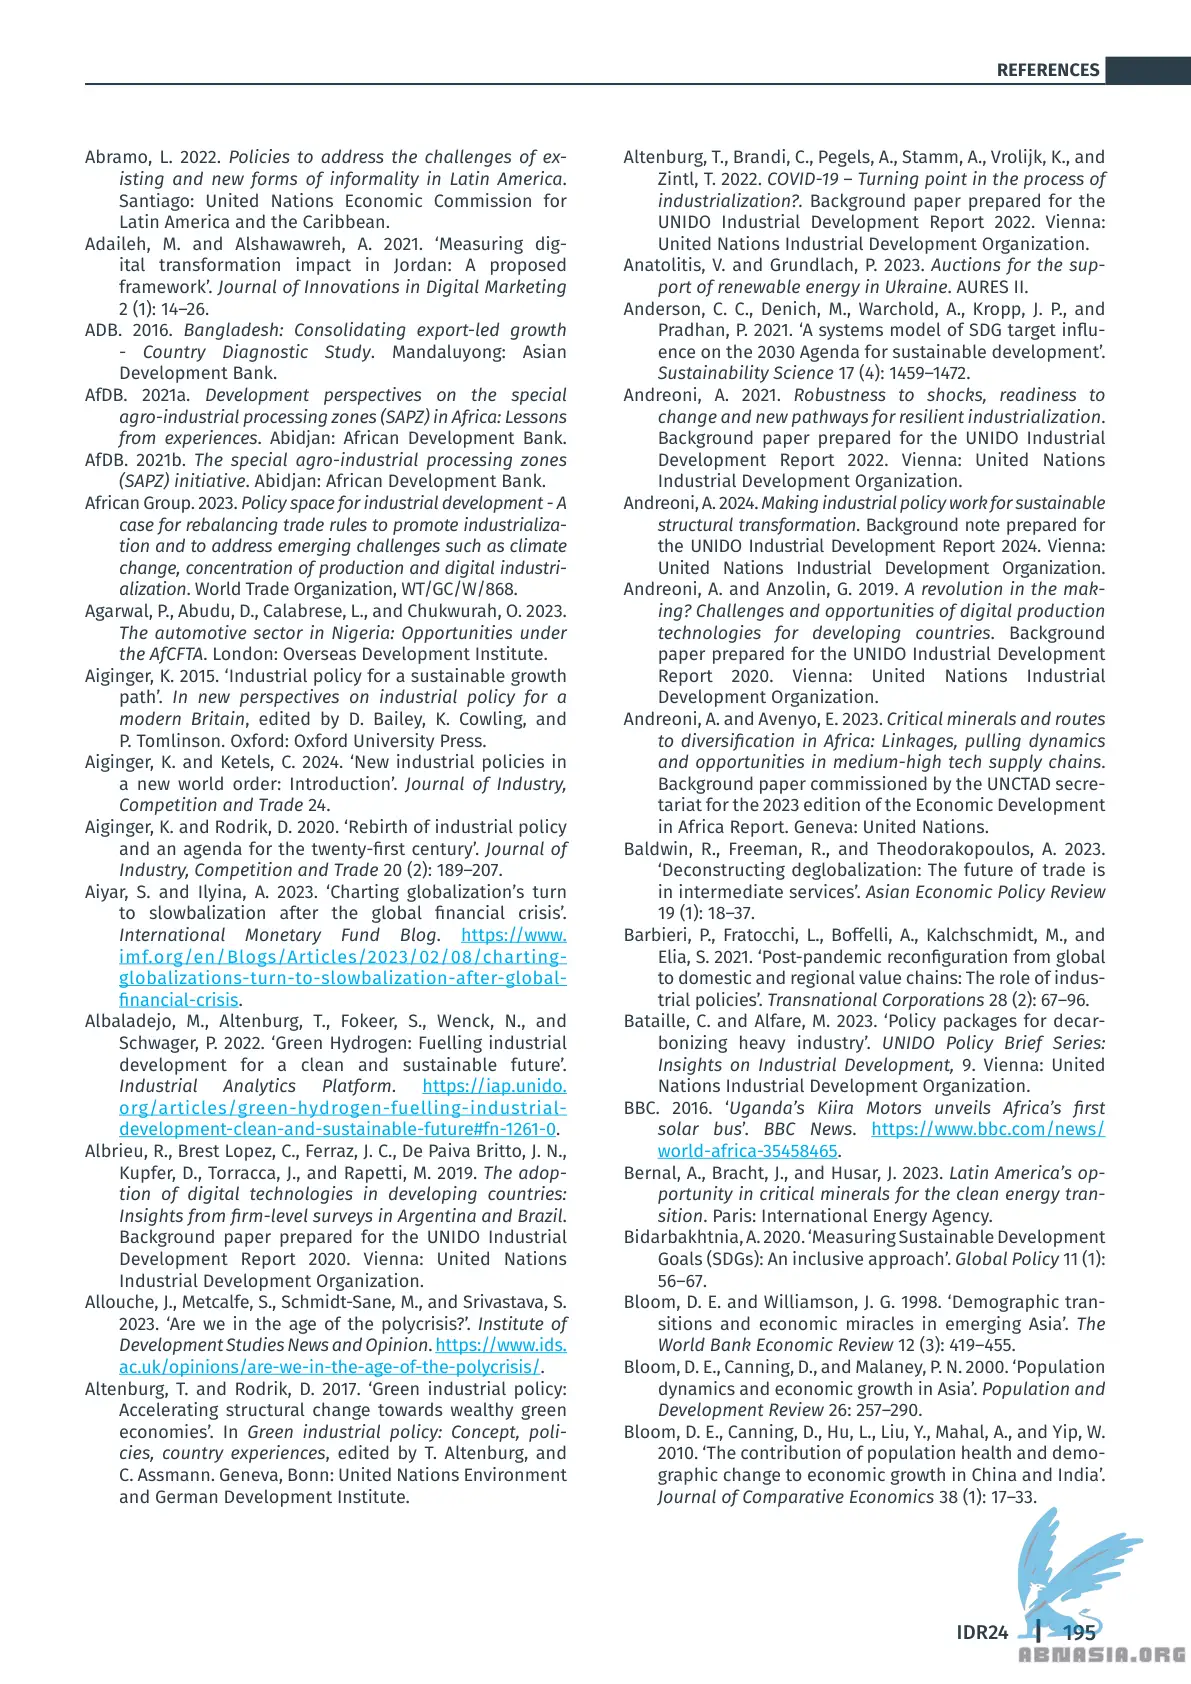 REFERENCES
Abramo, L. 2022. Policies to address the challenges of ex-
isting and new forms of informality in Latin America.
Santiago: United Nations Economic Commission for
Latin America and the Caribbean.
Adaileh, M. and Alshawawreh, A. 2021. ‘Measuring dig-
ital transformation impact in Jordan: A proposed
framework’. Journal of Innovations in Digital Marketing
2 (1): 14–26.
ADB. 2016. Bangladesh: Consolidating export-led growth
- Country Diagnostic Study. Mandaluyong: Asian
Development Bank.
AfDB. 2021a. Development perspectives on the special
agro-industrial processing zones (SAPZ) in Africa: Lessons
from experiences. Abidjan: African Development Bank.
AfDB. 2021b. The special agro-industrial processing zones
(SAPZ) initiative. Abidjan: African Development Bank.
African Group. 2023. Policy space for industrial development - A
case for rebalancing trade rules to promote industrializa-
tion and to address emerging challenges such as climate
change, concentration of production and digital industri-
alization. World Trade Organization, WT/GC/W/868.
Agarwal, P., Abudu, D., Calabrese, L., and Chukwurah, O. 2023.
The automotive sector in Nigeria: Opportunities under
the AfCFTA. London: Overseas Development Institute.
Aiginger, K. 2015. ‘Industrial policy for a sustainable growth
path’. In new perspectives on industrial policy for a
modern Britain, edited by D. Bailey, K. Cowling, and
P. Tomlinson. Oxford: Oxford University Press.
Aiginger, K. and Ketels, C. 2024. ‘New industrial policies in
a new world order: Introduction’. Journal of Industry,
Competition and Trade 24.
Aiginger, K. and Rodrik, D. 2020. ‘Rebirth of industrial policy
and an agenda for the twenty-first century’. Journal of
Industry, Competition and Trade 20 (2): 189–207.
Aiyar, S. and Ilyina, A. 2023. ‘Charting globalization’s turn
to slowbalization after the global financial crisis’.
International Monetary Fund Blog. https://www.
imf.org/en/Blogs/Articles/2023/02/08/charting-
globalizations-turn-to-slowbalization-after-global-
financial-crisis.
Albaladejo, M., Altenburg, T., Fokeer, S., Wenck, N., and
Schwager, P. 2022. ‘Green Hydrogen: Fuelling industrial
development for a clean and sustainable future’.
Industrial Analytics Platform. https://iap.unido.
org/articles/green-hydrogen-fuelling-industrial-
development-clean-and-sustainable-future#fn-1261-0.
Albrieu, R., Brest Lopez, C., Ferraz, J. C., De Paiva Britto, J. N.,
Kupfer, D., Torracca, J., and Rapetti, M. 2019. The adop-
tion of digital technologies in developing countries:
Insights from firm-level surveys in Argentina and Brazil.
Background paper prepared for the UNIDO Industrial
Development Report 2020. Vienna: United Nations
Industrial Development Organization.
Allouche, J., Metcalfe, S., Schmidt-Sane, M., and Srivastava, S.
2023. ‘Are we in the age of the polycrisis?’. Institute of
Development Studies News and Opinion. https://www.ids.
ac.uk/opinions/are-we-in-the-age-of-the-polycrisis/.
Altenburg, T. and Rodrik, D. 2017. ‘Green industrial policy:
Accelerating structural change towards wealthy green
economies’. In Green industrial policy: Concept, poli-
cies, country experiences, edited by T. Altenburg, and
C. Assmann. Geneva, Bonn: United Nations Environment
and German Development Institute.
Altenburg, T., Brandi, C., Pegels, A., Stamm, A., Vrolijk, K., and
Zintl, T. 2022. COVID-19 – Turning point in the process of
industrialization?. Background paper prepared for the
UNIDO Industrial Development Report 2022. Vienna:
United Nations Industrial Development Organization.
Anatolitis, V. and Grundlach, P. 2023. Auctions for the sup-
port of renewable energy in Ukraine. AURES II.
Anderson, C. C., Denich, M., Warchold, A., Kropp, J. P., and
Pradhan, P. 2021. ‘A systems model of SDG target influ-
ence on the 2030 Agenda for sustainable development’.
Sustainability Science 17 (4): 1459–1472.
Andreoni, A. 2021. Robustness to shocks, readiness to
change and new pathways for resilient industrialization.
Background paper prepared for the UNIDO Industrial
Development Report 2022. Vienna: United Nations
Industrial Development Organization.
Andreoni, A. 2024. Making industrial policy work for sustainable
structural transformation. Background note prepared for
the UNIDO Industrial Development Report 2024. Vienna:
United Nations Industrial Development Organization.
Andreoni, A. and Anzolin, G. 2019. A revolution in the mak-
ing? Challenges and opportunities of digital production
technologies for developing countries. Background
paper prepared for the UNIDO Industrial Development
Report 2020. Vienna: United Nations Industrial
Development Organization.
Andreoni, A. and Avenyo, E. 2023. Critical minerals and routes
to diversification in Africa: Linkages, pulling dynamics
and opportunities in medium-high tech supply chains.
Background paper commissioned by the UNCTAD secre-
tariat for the 2023 edition of the Economic Development
in Africa Report. Geneva: United Nations.
Baldwin, R., Freeman, R., and Theodorakopoulos, A. 2023.
‘Deconstructing deglobalization: The future of trade is
in intermediate services’. Asian Economic Policy Review
19 (1): 18–37.
Barbieri, P., Fratocchi, L., Boffelli, A., Kalchschmidt, M., and
Elia, S. 2021. ‘Post-pandemic reconfiguration from global
to domestic and regional value chains: The role of indus-
trial policies’. Transnational Corporations 28 (2): 67–96.
Bataille, C. and Alfare, M. 2023. ‘Policy packages for decar-
bonizing heavy industry’. UNIDO Policy Brief Series:
Insights on Industrial Development, 9. Vienna: United
Nations Industrial Development Organization.
BBC. 2016. ‘Uganda’s Kiira Motors unveils Africa’s first
solar bus’. BBC News. https://www.bbc.com/news/
world-africa-35458465.
Bernal, A., Bracht, J., and Husar, J. 2023. Latin America’s op-
portunity in critical minerals for the clean energy tran-
sition. Paris: International Energy Agency.
Bidarbakhtnia, A. 2020. ‘Measuring Sustainable Development
Goals (SDGs): An inclusive approach’. Global Policy 11 (1):
56–67.
Bloom, D. E. and Williamson, J. G. 1998. ‘Demographic tran-
sitions and economic miracles in emerging Asia’. The
World Bank Economic Review 12 (3): 419–455.
Bloom, D. E., Canning, D., and Malaney, P. N. 2000. ‘Population
dynamics and economic growth in Asia’. Population and
Development Review 26: 257–290.
Bloom, D. E., Canning, D., Hu, L., Liu, Y., Mahal, A., and Yip, W.
2010. ‘The contribution of population health and demo-
graphic change to economic growth in China and India’.
Journal of Comparative Economics 38 (1): 17–33.
IDR24 | 195
ABNASIA.ORG